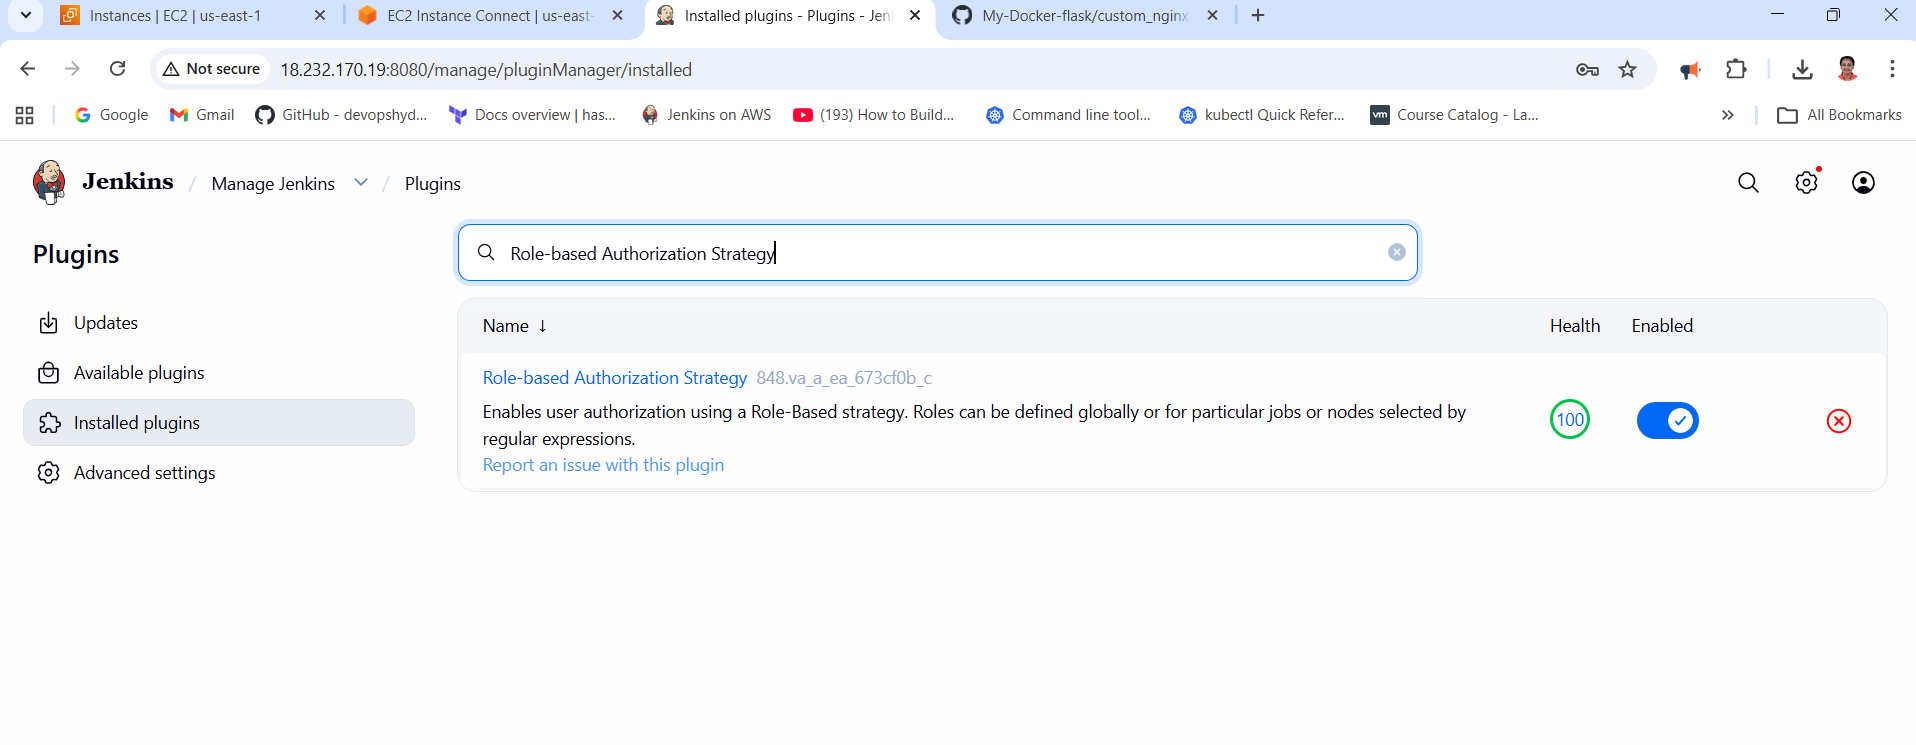 Instances | EC2 | us-east-1
EC2 Instance Connect | us-east-
Installed plugins - Plugins - Jen
My-Docker-flask/custom_nginx
Not secure
18.232.170.19:8080/manage/pluginManager/installed
Google
Gmail
GitHub - devopshyd...
Docs overview | has...
Jenkins on AWS
(193) How to Build...
Command line tool...
kubectl Quick Refer...
vm
Course Catalog - La...
»
All Bookmarks
Jenkins / Manage Jenkins / Plugins
Plugins
Role-based Authorization Strategy
Updates
Available plugins
Installed plugins
Advanced settings
Name ↓ Health Enabled
Role-based Authorization Strategy 848.va_a_ea_673cf0b_c
Enables user authorization using a Role-Based strategy. Roles can be defined globally or for particular jobs or nodes selected by
regular expressions.
Report an issue with this plugin
100